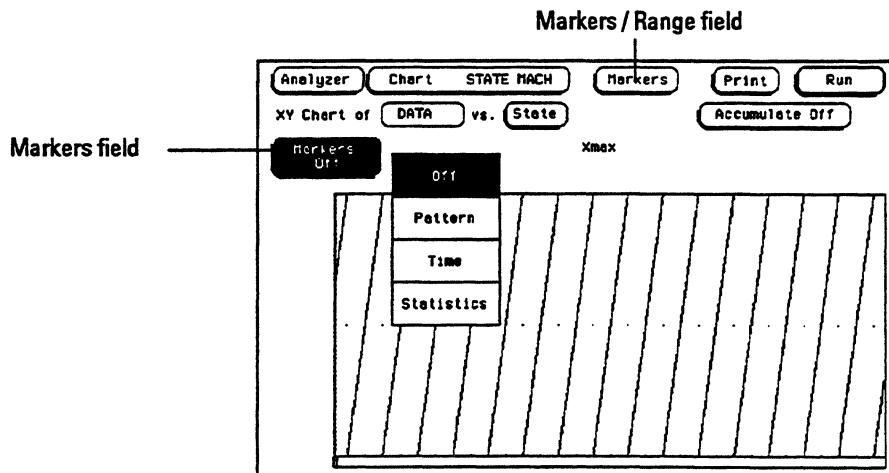 Markers / Range field
Analyzer Chart STATE MACH Markers Print Run
XY Chart of DATA vs. State Accumulate Off
Markers field
Markers
Off
Xmax
Off
Pattern
Time
Statistics